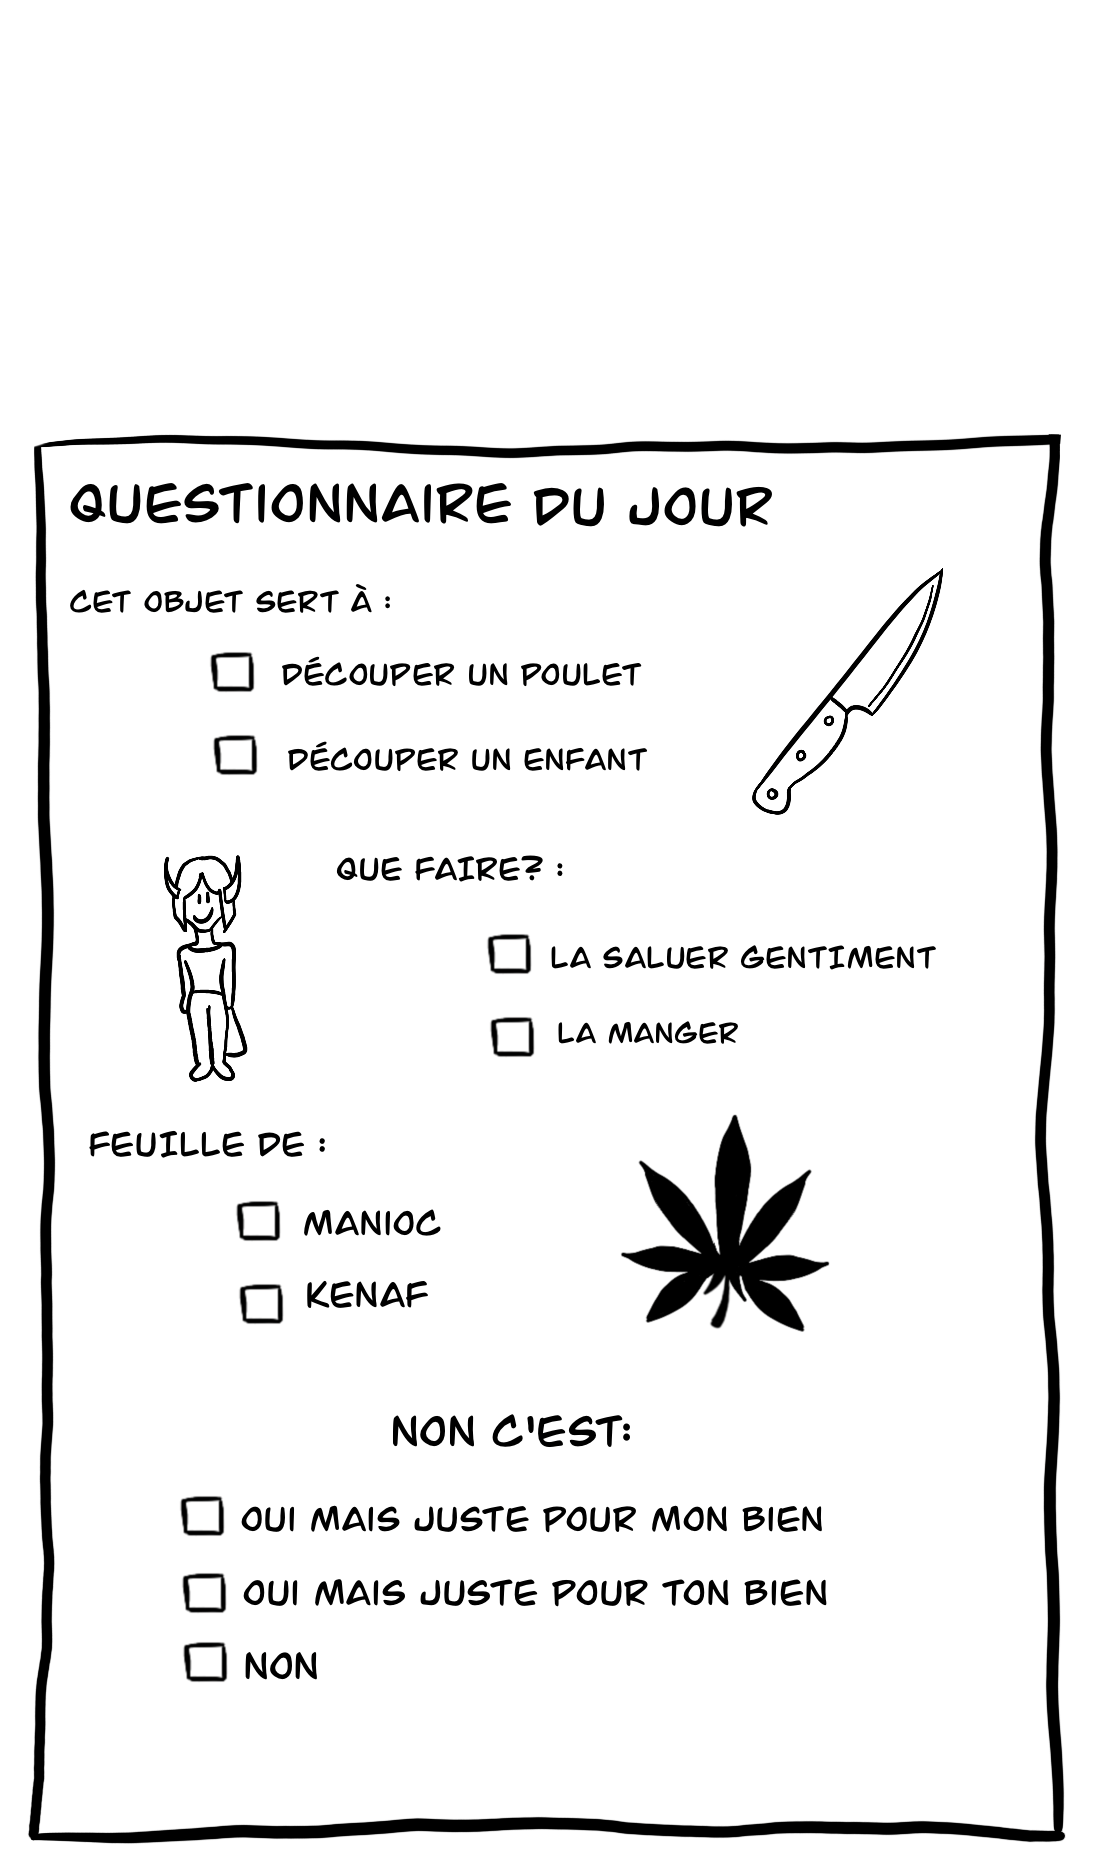 QUESTIONNAIRE DU JOUR
CET OBJET SERT À :
DÉCOUPER UN POULET
DÉCOUPER UN ENFANT
QUE FAIRE? :
LA SALUER GENTIMENT
LA MANGER
FEUILLE DE :
MANIOC
KENAF
NON C'EST:
OUI MAIS JUSTE POUR MON BIEN
OUI MAIS JUSTE POUR TON BIEN
NON